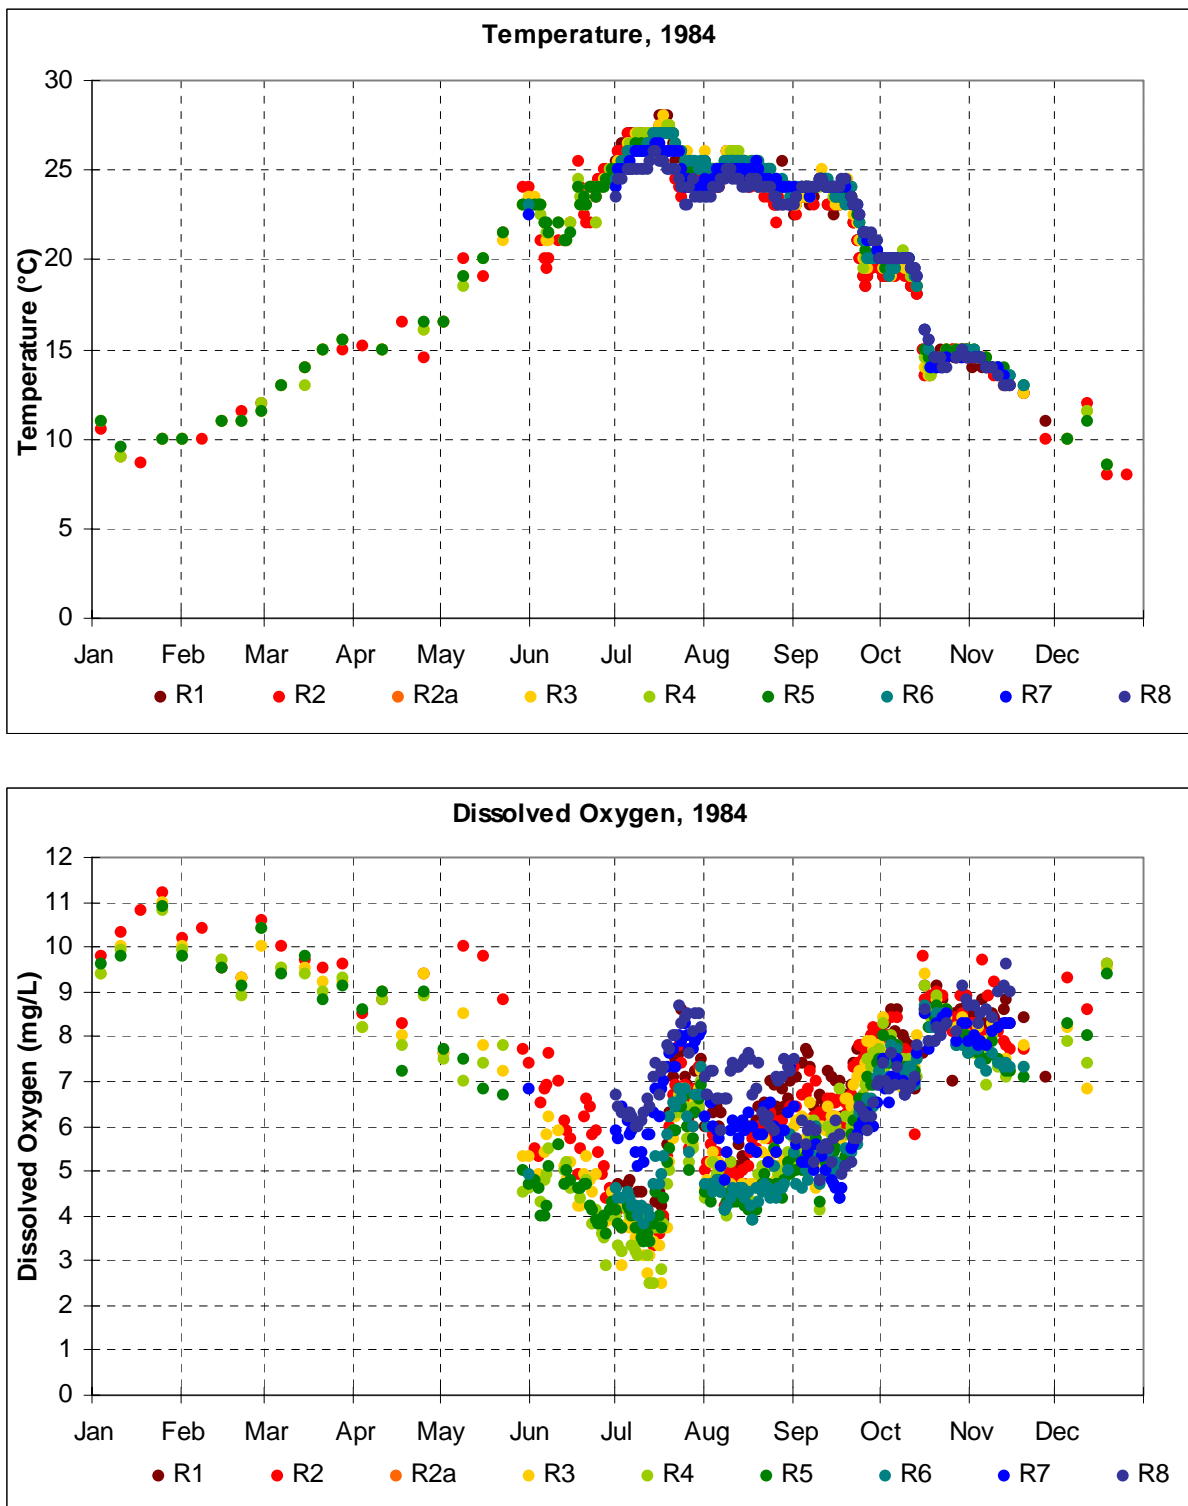 Temperature, 1984
Temperature (°C)
30
25
20
15
10
5
0
Jan Feb Mar Apr May Jun Jul Aug Sep Oct Nov Dec
R1 R2 R2a R3 R4 R5 R6 R7 R8
Dissolved Oxygen, 1984
Dissolved Oxygen (mg/L)
12
11
10
9
8
7
6
5
4
3
2
1
0
Jan Feb Mar Apr May Jun Jul Aug Sep Oct Nov Dec
R1 R2 R2a R3 R4 R5 R6 R7 R8